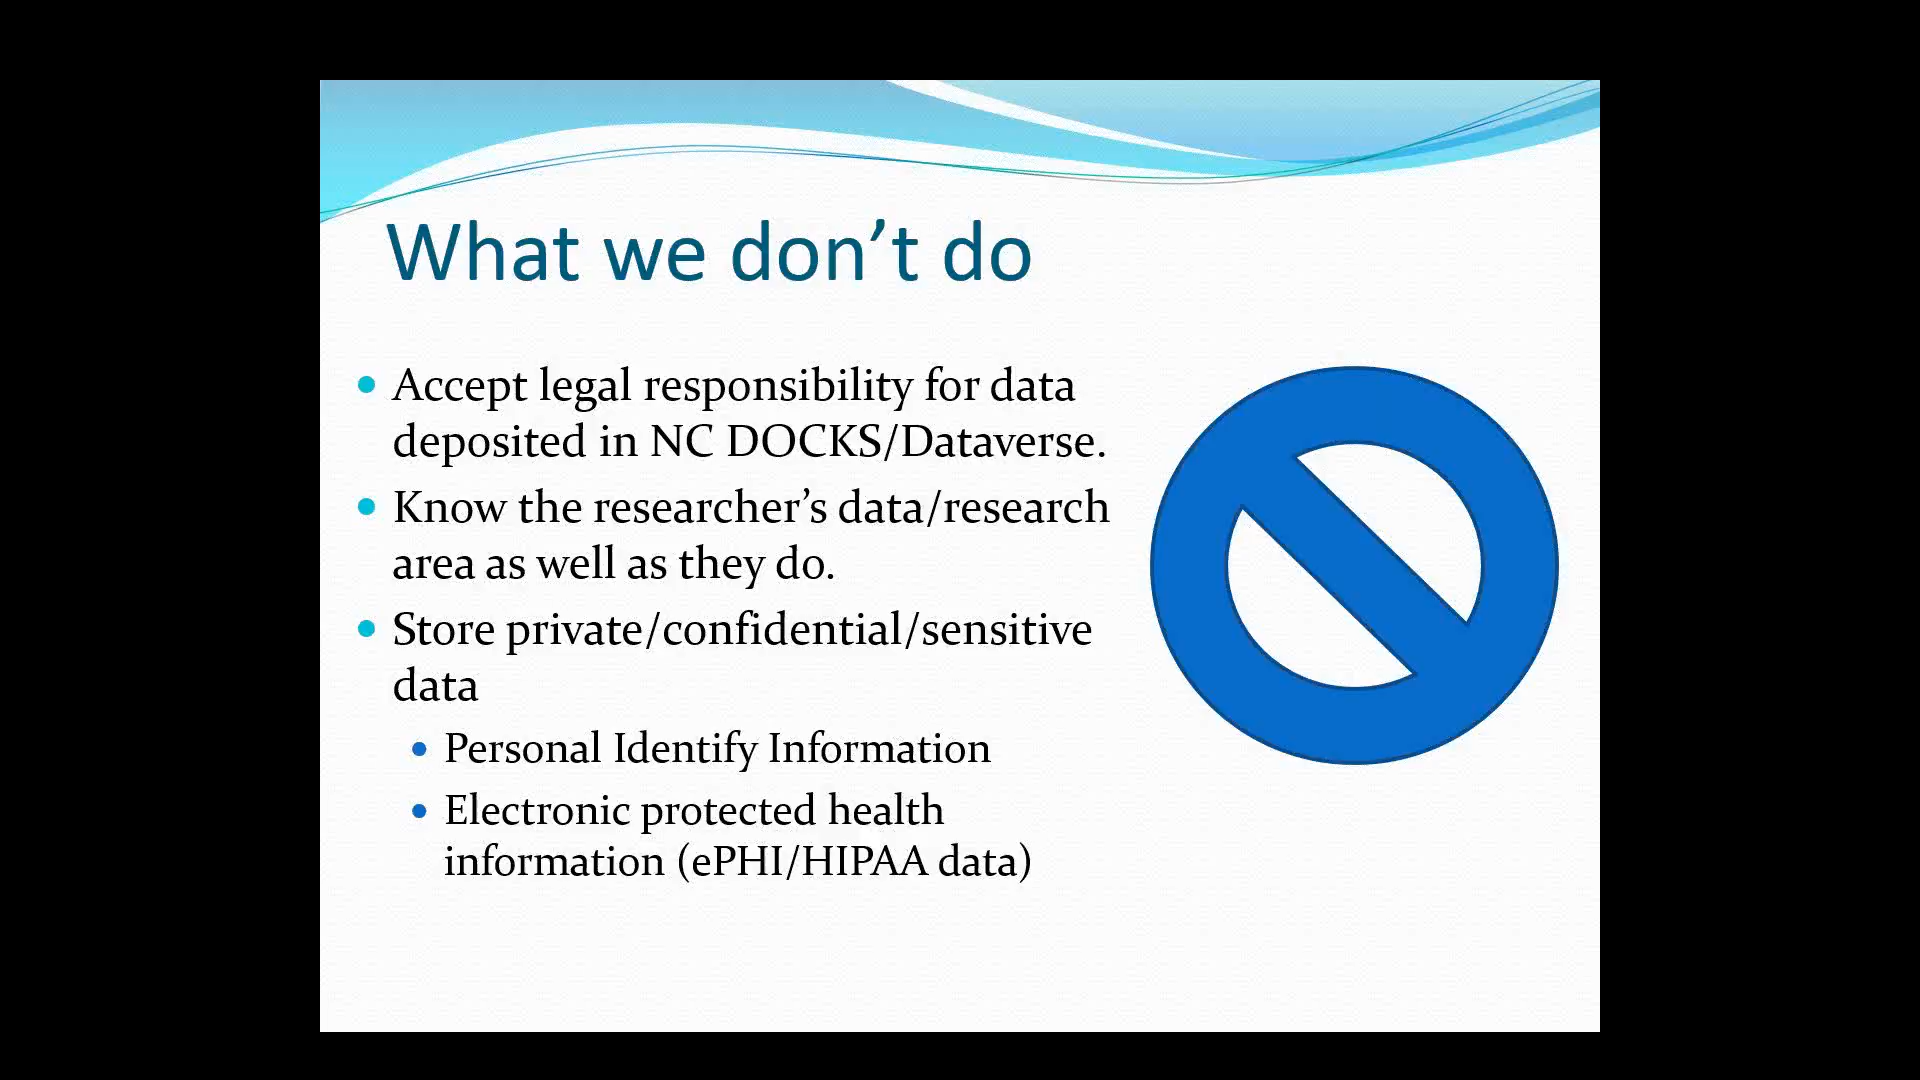 What we don’t do
• Accept legal responsibility for data
deposited in NC DOCKS/Dataverse.
• Know the researcher’s data/research
area as well as they do.
• Store private/confidential/sensitive
data
• Personal Identify Information
• Electronic protected health
information (ePHI/HIPAA data)